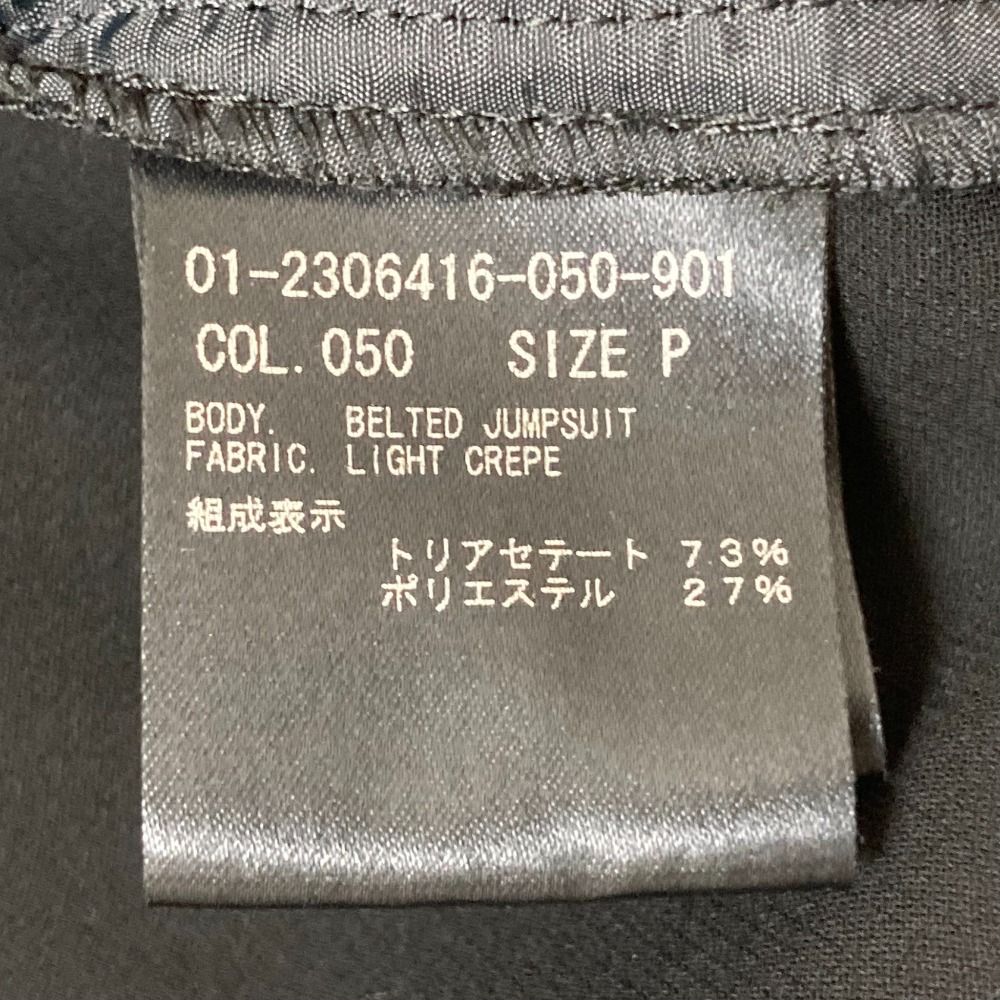 01-2306416-050-901
COL. 050 SIZE P
BODY. BELTED JUMPSUIT
FABRIC. LIGHT CREPE
組成表示
トリアセテート 73%
ポリエステル 27%